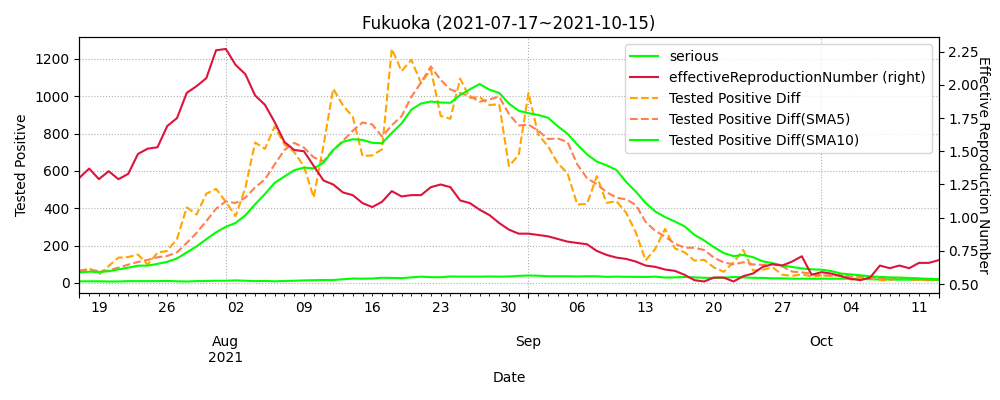 Fukuoka (2021-07-17~2021-10-15)
serious
effectiveReproductionNumber (right)
Tested Positive Diff
Tested Positive Diff(SMA5)
Tested Positive Diff(SMA10)
Tested Positive
1200
1000
800
600
400
200
0
Effective Reproduction Number
2.25
2.00
1.75
1.50
1.25
1.00
0.75
0.50
19 26 02 09 16 23 30 06 13 20 27 04 11
Aug Sep Oct
2021
Date